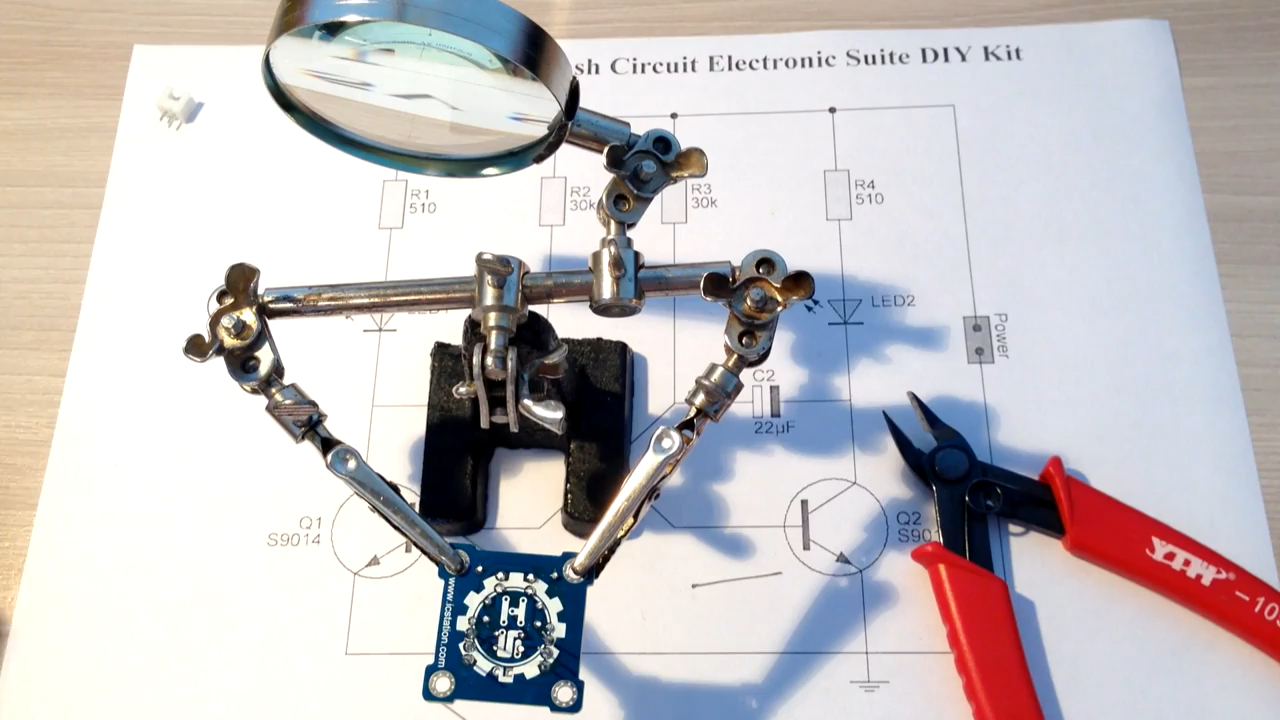 sh Circuit Electronic Suite DIY Kit
R1
510
R2
30k
R3
30k
R4
510
LED2
Power
C2
22µF
Q1
S9014
Q2
S901
www.icstation.com